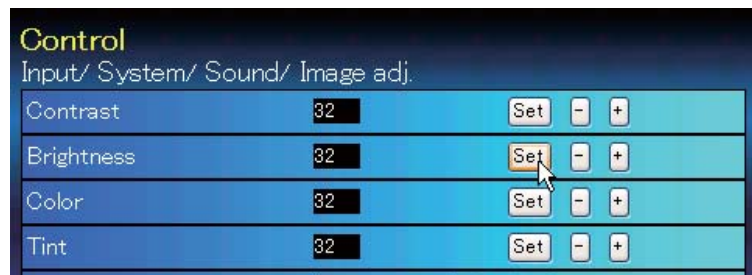 Control
Input/ System/ Sound/ Image adj.
Contrast 32 Set - +
Brightness 32 Set - +
Color 32 Set - +
Tint 32 Set - +